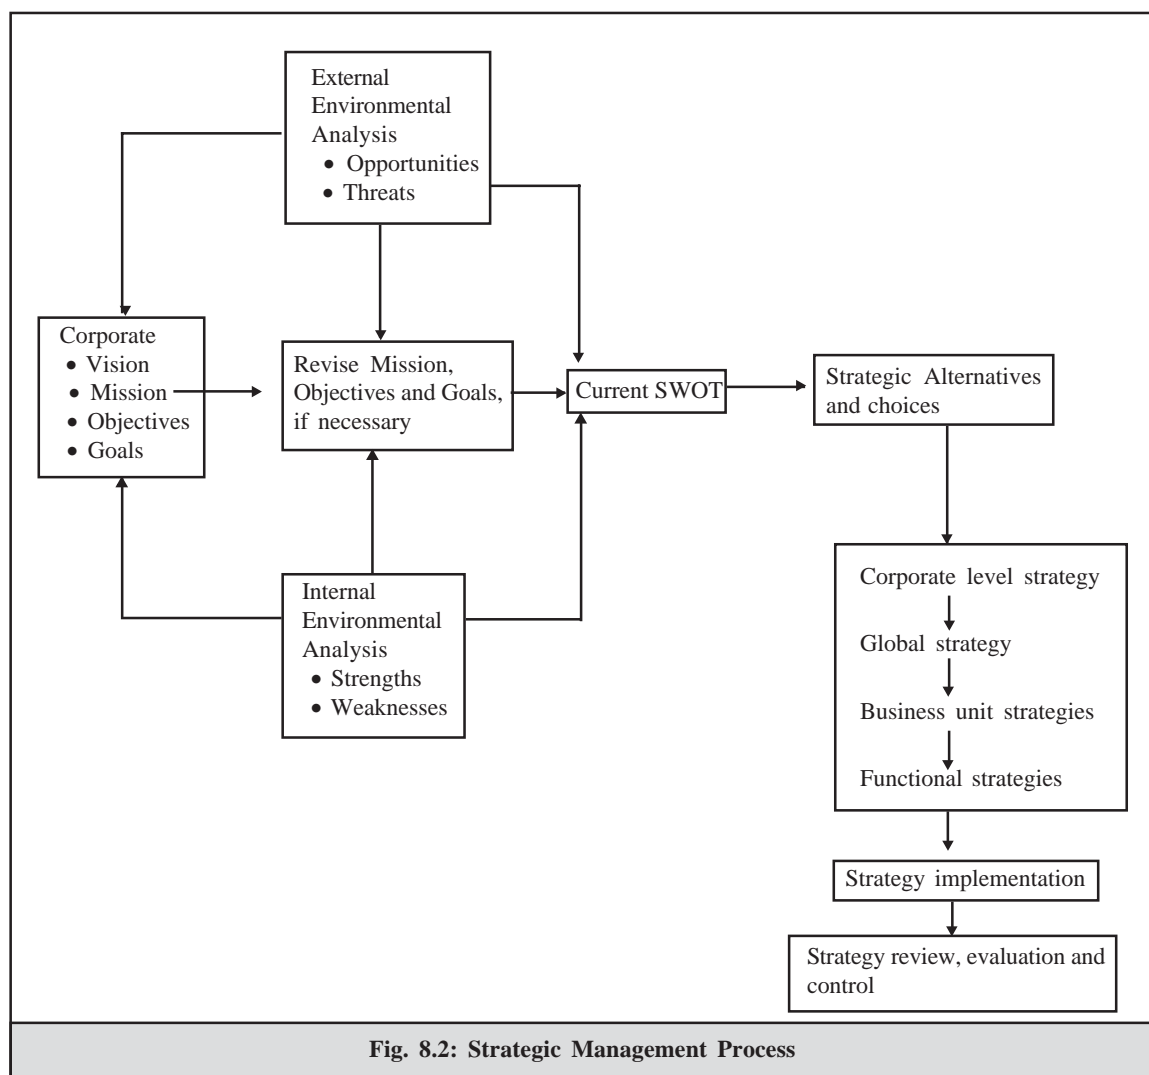 External
Environmental
Analysis
• Opportunities
• Threats
Corporate
• Vision
• Mission
• Objectives
• Goals
Revise Mission,
Objectives and Goals,
if necessary
Current SWOT
Strategic Alternatives
and choices
Internal
Environmental
Analysis
• Strengths
• Weaknesses
Corporate level strategy
Global strategy
Business unit strategies
Functional strategies
Strategy implementation
Strategy review, evaluation and
control
Fig. 8.2: Strategic Management Process